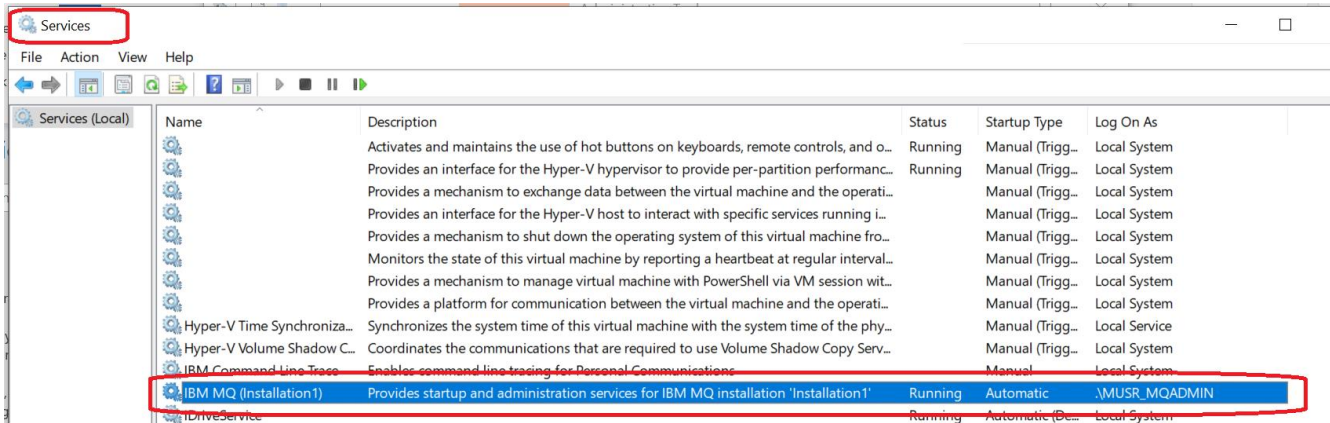 Services
File Action View Help
Services (Local)
Name Description Status Startup Type Log On As
Activates and maintains the use of hot buttons on keyboards, remote controls, and o... Running Manual (Trigg... Local System
Provides an interface for the Hyper-V hypervisor to provide per-partition performanc... Running Manual (Trigg... Local System
Provides a mechanism to exchange data between the virtual machine and the operati... Manual (Trigg... Local System
Provides an interface for the Hyper-V host to interact with specific services running i... Manual (Trigg... Local System
Provides a mechanism to shut down the operating system of this virtual machine fro... Manual (Trigg... Local System
Monitors the state of this virtual machine by reporting a heartbeat at regular interval... Manual (Trigg... Local System
Provides a mechanism to manage virtual machine with PowerShell via VM session wit... Manual (Trigg... Local System
Provides a platform for communication between the virtual machine and the operati... Manual (Trigg... Local System
Hyper-V Time Synchroniza... Synchronizes the system time of this virtual machine with the system time of the phy... Manual (Trigg... Local Service
Hyper-V Volume Shadow C... Coordinates the communications that are required to use Volume Shadow Copy Serv... Manual (Trigg... Local System
IBM Command Line Trace Enables command line tracing for Personal Communications Manual Local System
IBM MQ (Installation1) Provides startup and administration services for IBM MQ installation 'Installation1' Running Automatic .\MUSR_MQADMIN
IDriveService Running Automatic (De... Local System